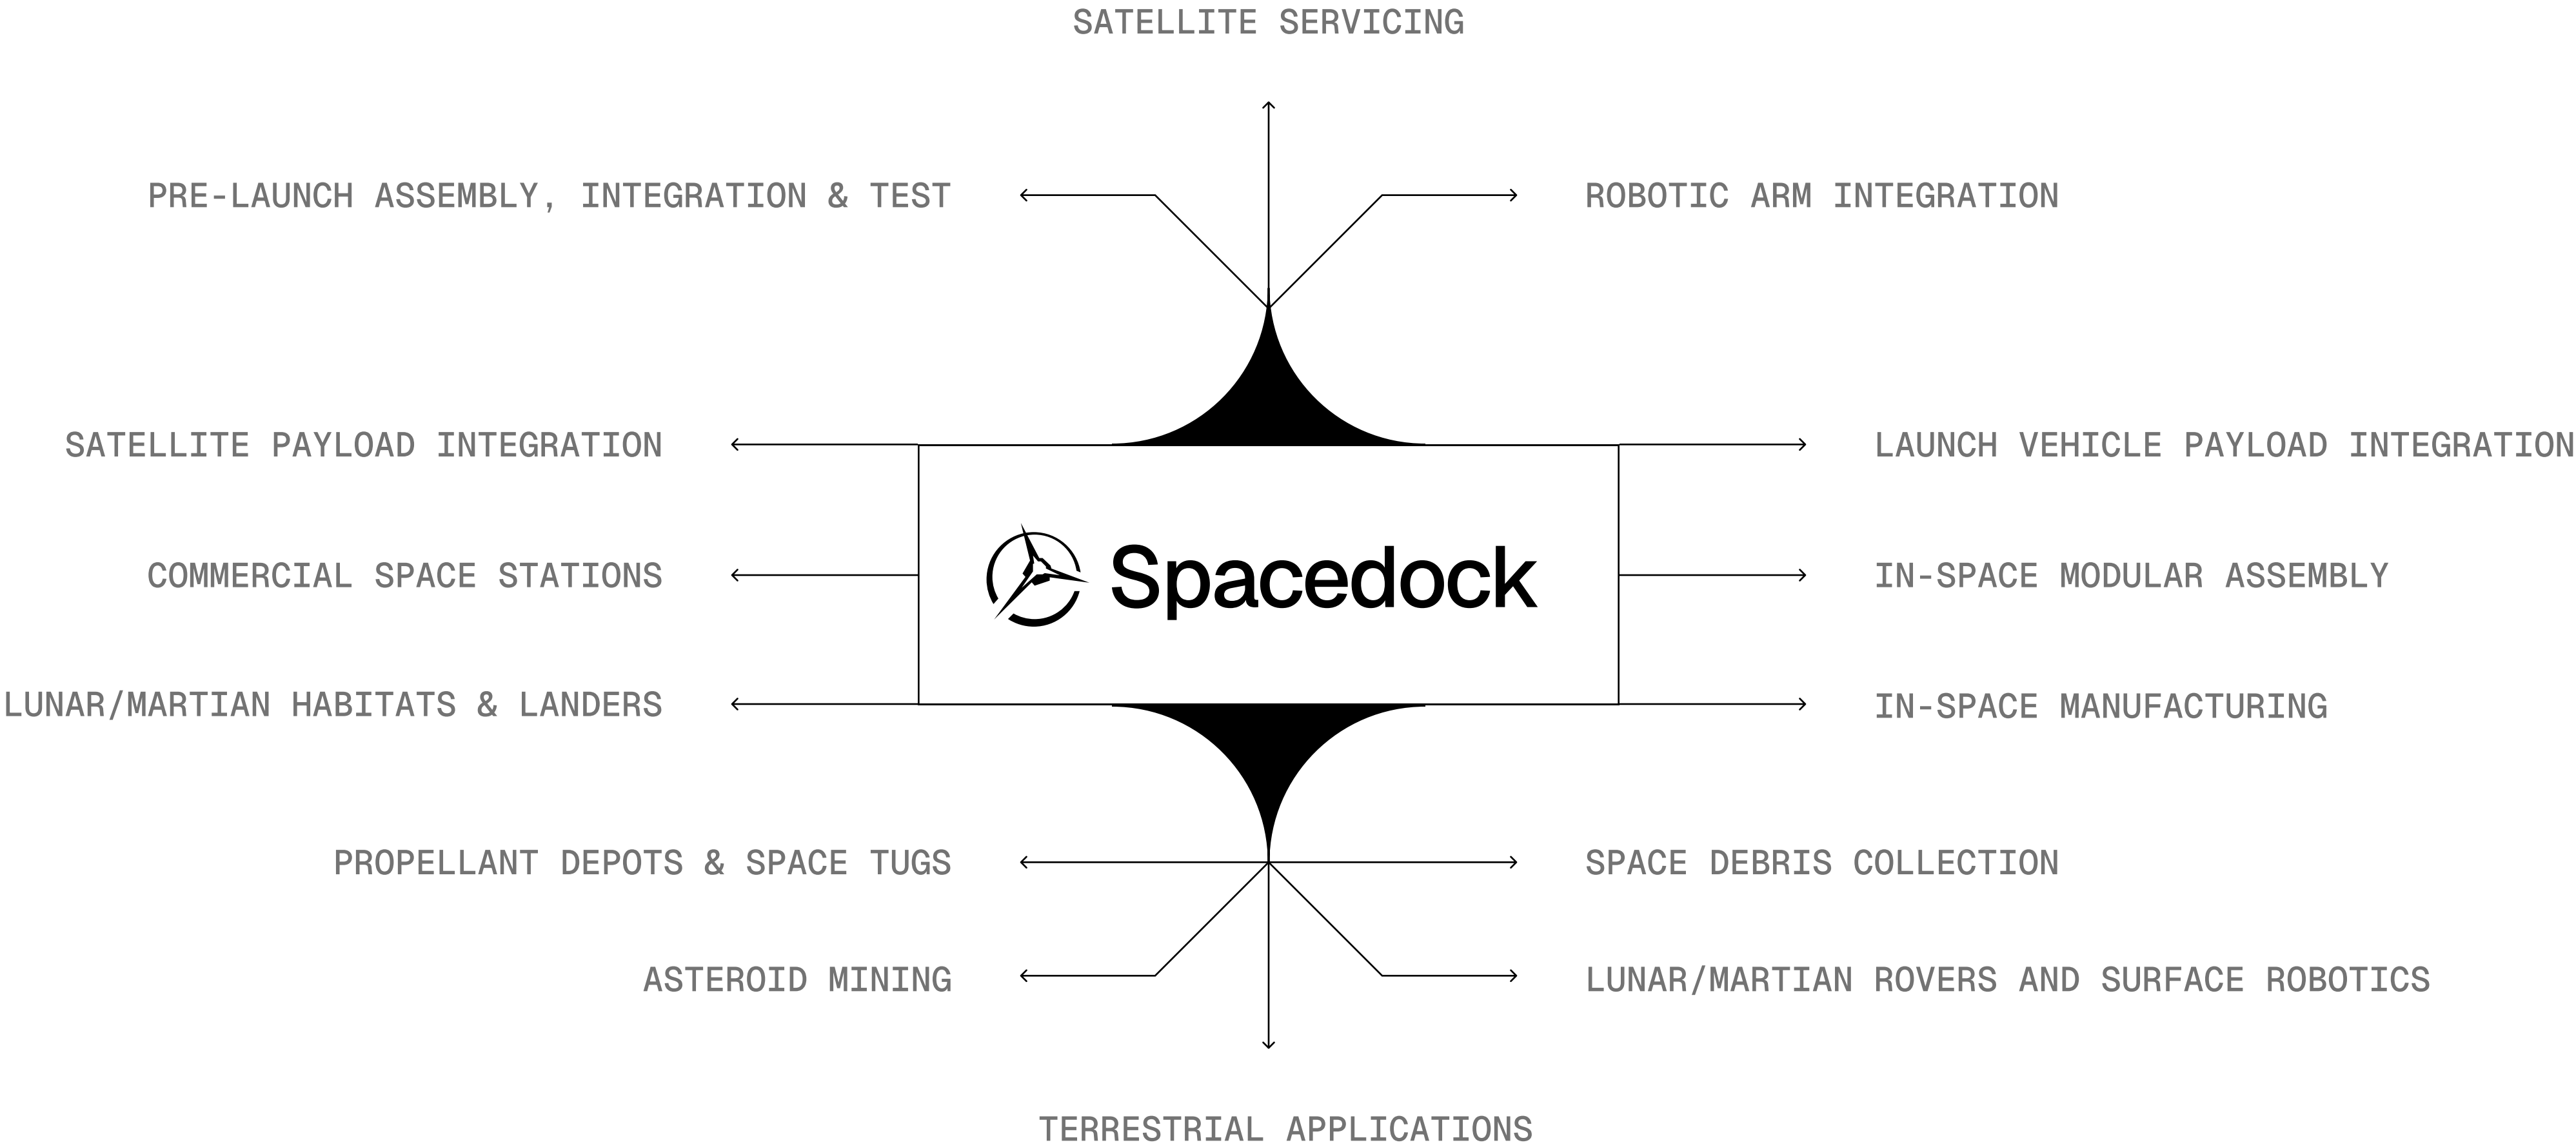 SATELLITE SERVICING
PRE-LAUNCH ASSEMBLY, INTEGRATION & TEST
ROBOTIC ARM INTEGRATION
SATELLITE PAYLOAD INTEGRATION
LAUNCH VEHICLE PAYLOAD INTEGRATION
COMMERCIAL SPACE STATIONS
Spacedock
IN-SPACE MODULAR ASSEMBLY
LUNAR/MARTIAN HABITATS & LANDERS
IN-SPACE MANUFACTURING
PROPELLANT DEPOTS & SPACE TUGS
SPACE DEBRIS COLLECTION
ASTEROID MINING
LUNAR/MARTIAN ROVERS AND SURFACE ROBOTICS
TERRESTRIAL APPLICATIONS